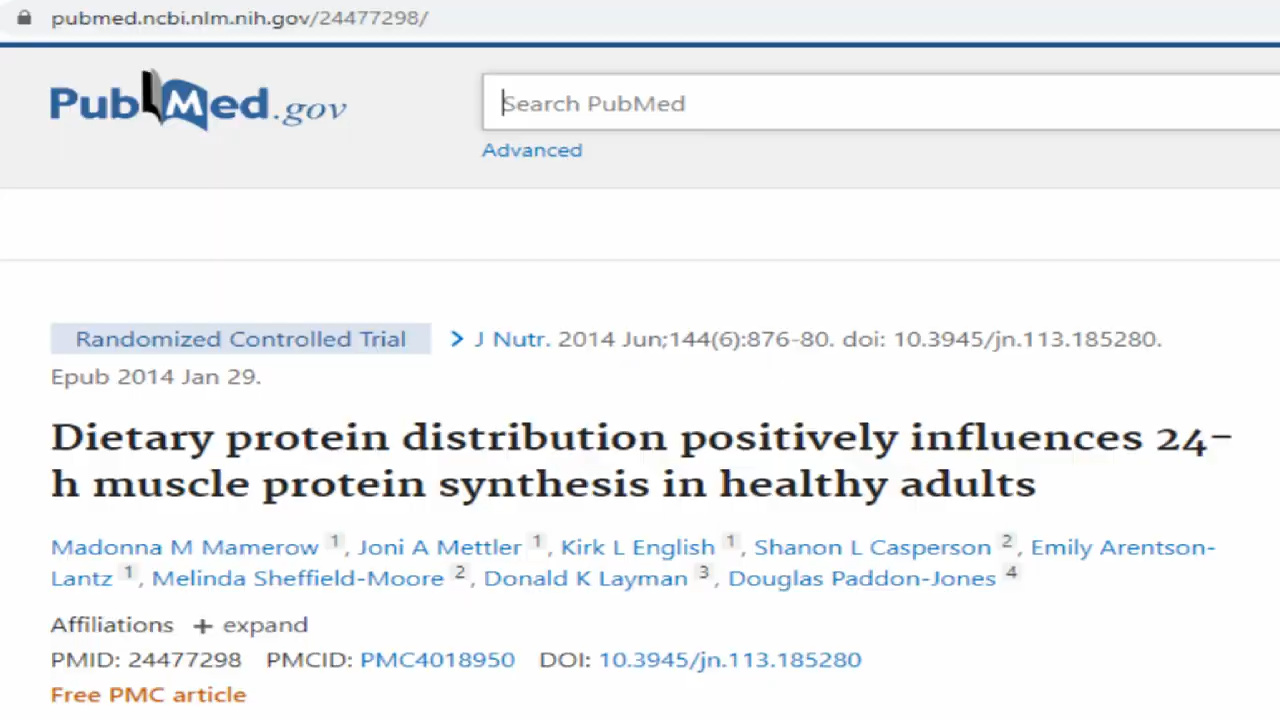 pubmed.ncbi.nlm.nih.gov/24477298/
PubMed.gov
Search PubMed
Advanced
Randomized Controlled Trial > J Nutr. 2014 Jun;144(6):876-80. doi: 10.3945/jn.113.185280.
Epub 2014 Jan 29.
Dietary protein distribution positively influences 24-
h muscle protein synthesis in healthy adults
Madonna M Mamerow 1, Joni A Mettler 1, Kirk L English 1, Shanon L Casperson 2, Emily Arentson-
Lantz 1, Melinda Sheffield-Moore 2, Donald K Layman 3, Douglas Paddon-Jones 4
Affiliations + expand
PMID: 24477298 PMCID: PMC4018950 DOI: 10.3945/jn.113.185280
Free PMC article